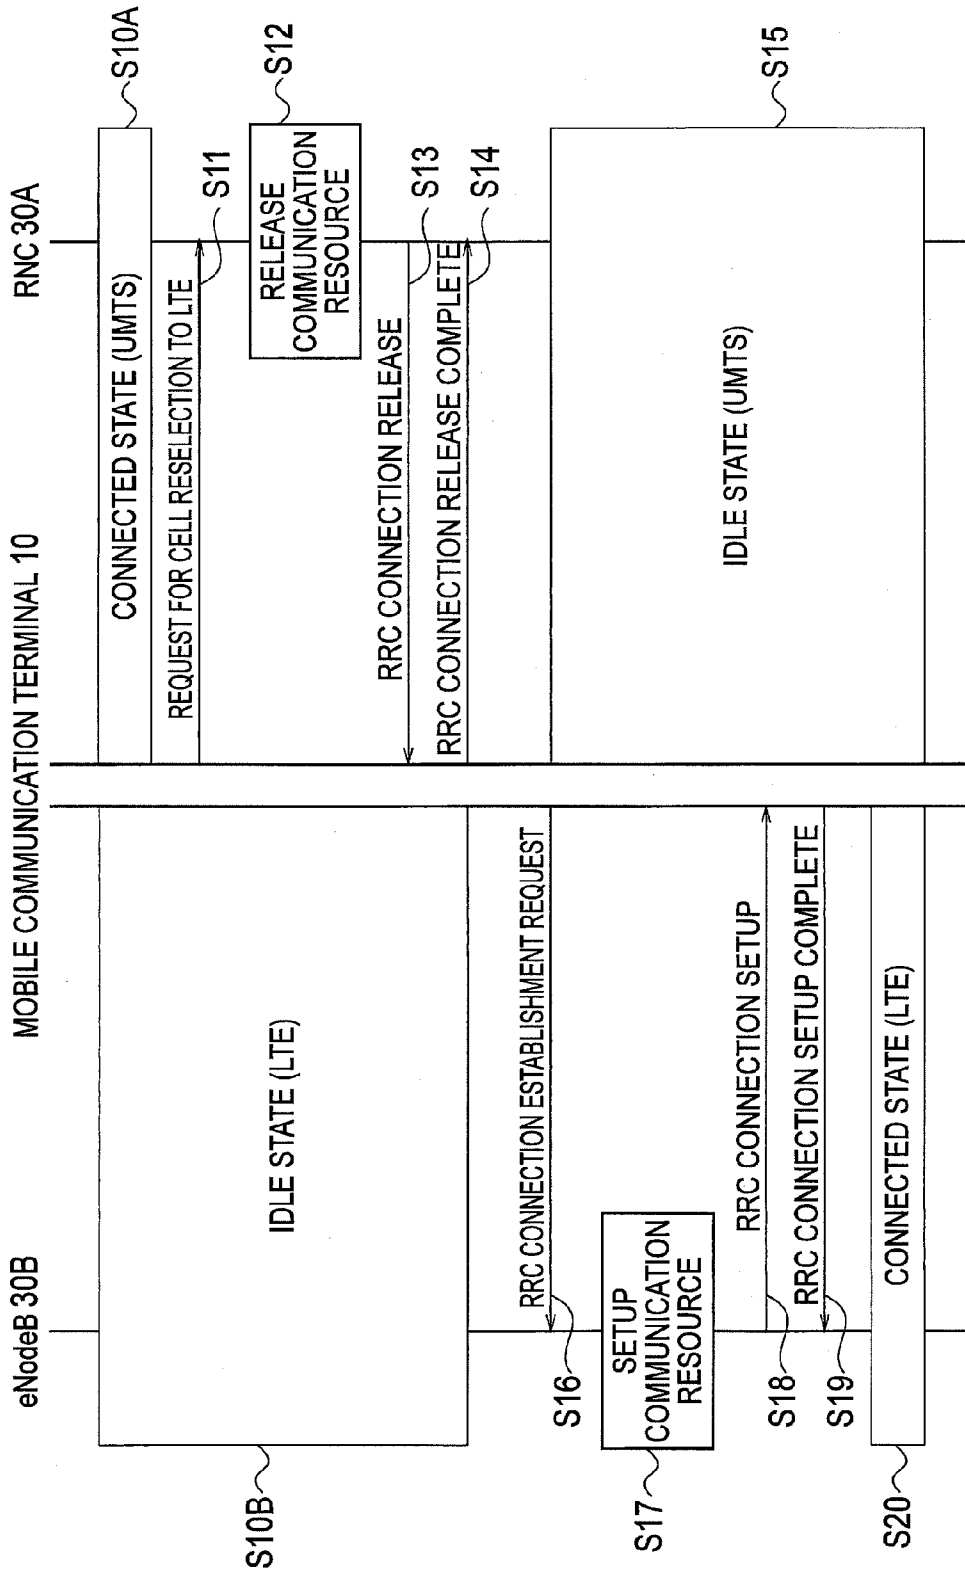 eNodeB 30B
MOBILE COMMUNICATION TERMINAL 10
RNC 30A
S10B
IDLE STATE (LTE)
CONNECTED STATE (UMTS)
S10A
REQUEST FOR CELL RESELECTION TO LTE
S11
RELEASE
COMMUNICATION
RESOURCE
S12
RRC CONNECTION RELEASE
S13
RRC CONNECTION RELEASE COMPLETE
S14
IDLE STATE (UMTS)
S15
RRC CONNECTION ESTABLISHMENT REQUEST
S16
SETUP
COMMUNICATION
RESOURCE
S17
RRC CONNECTION SETUP
S18
RRC CONNECTION SETUP COMPLETE
S19
CONNECTED STATE (LTE)
S20